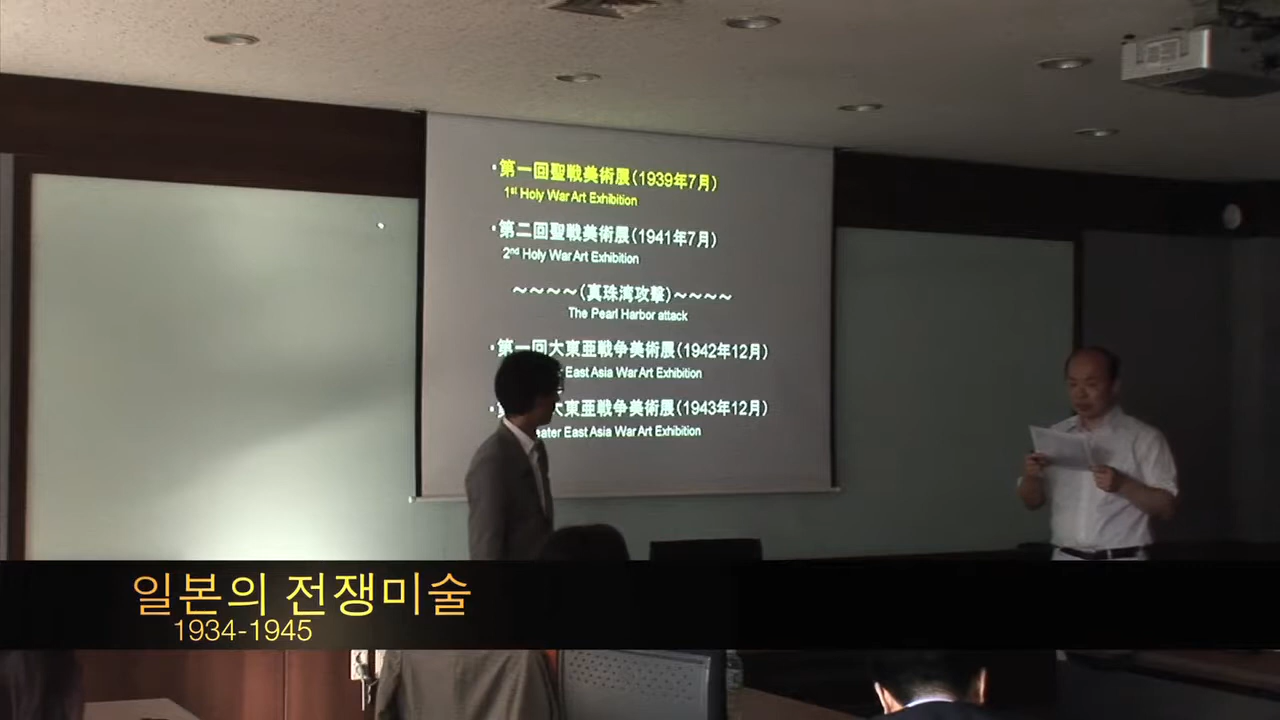 ・第一回聖戦美術展(1939年7月)
1st Holy War Art Exhibition
・第二回聖戦美術展(1941年7月)
2nd Holy War Art Exhibition
~~~~(真珠湾攻撃)~~~~
The Pearl Harbor attack
・第一回大東亜戦争美術展(1942年12月)
East Asia War Art Exhibition
・第 大東亜戦争美術展(1943年12月)
East Asia War Art Exhibition
일본의 전쟁미술
1934-1945